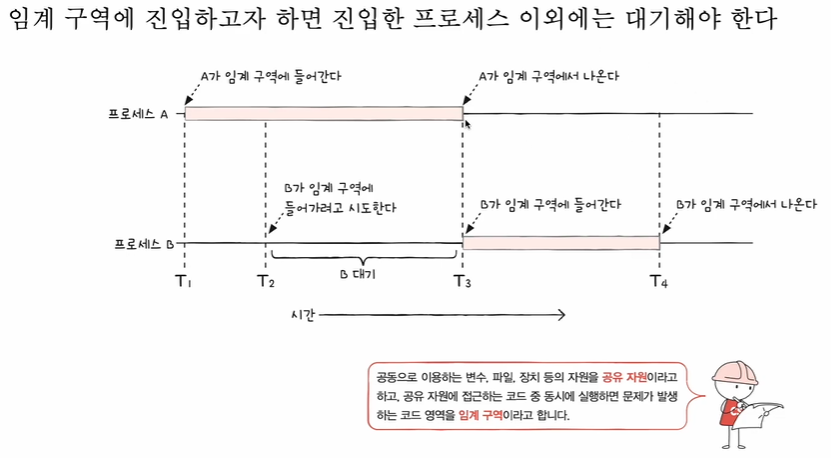 임계 구역에 진입하고자 하면 진입한 프로세스 이외에는 대기해야 한다
A가 임계 구역에 들어간다
A가 임계 구역에서 나온다
프로세스 A
B가 임계 구역에
들어가려고 시도한다
B가 임계 구역에 들어간다
B가 임계 구역에서 나온다
프로세스 B
B 대기
T₁
T₂
T₃
T₄
시간
공동으로 이용하는 변수, 파일, 장치 등의 자원을 공유 자원이라고
하고, 공유 자원에 접근하는 코드 중 동시에 실행하면 문제가 발생
하는 코드 영역을 임계 구역이라고 합니다.